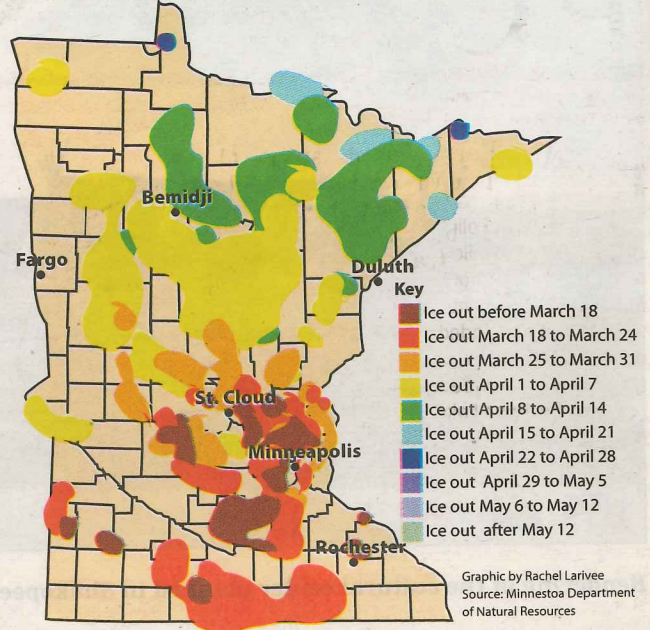 Bemidji
Fargo
Duluth
Key
Ice out before March 18
Ice out March 18 to March 24
Ice out March 25 to March 31
Ice out April 1 to April 7
Ice out April 8 to April 14
Ice out April 15 to April 21
Ice out April 22 to April 28
Ice out April 29 to May 5
Ice out May 6 to May 12
Ice out after May 12
St. Cloud
Minneapolis
Rochester
Graphic by Rachel Larivee
Source: Minnestoa Department
of Natural Resources